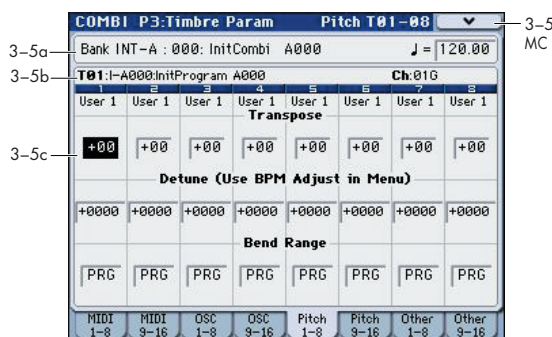 COMBI P3:Timbre Param Pitch T01-08
3–5
MC
3–5a
Bank INT-A : 000: InitCombi A000 ♩= 120.00
3–5b
T01:I-A000:InitProgram A000 Ch:01G
1 2 3 4 5 6 7 8
User 1 User 1 User 1 User 1 User 1 User 1 User 1 User 1
Transpose
3–5c
+00 +00 +00 +00 +00 +00 +00 +00
Detune (Use BPM Adjust in Menu)
+0000 +0000 +0000 +0000 +0000 +0000 +0000 +0000
Bend Range
PRG PRG PRG PRG PRG PRG PRG PRG
MIDI 1-8 MIDI 9-16 OSC 1-8 OSC 9-16 Pitch 1-8 Pitch 9-16 Other 1-8 Other 9-16